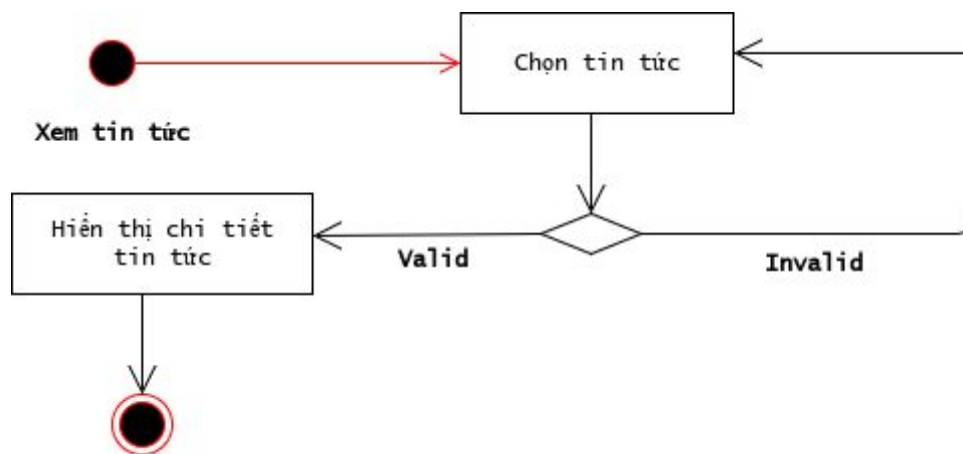 Chọn tin tức
Xem tin tức
Hiển thị chi tiết
tin tức
Valid
Invalid